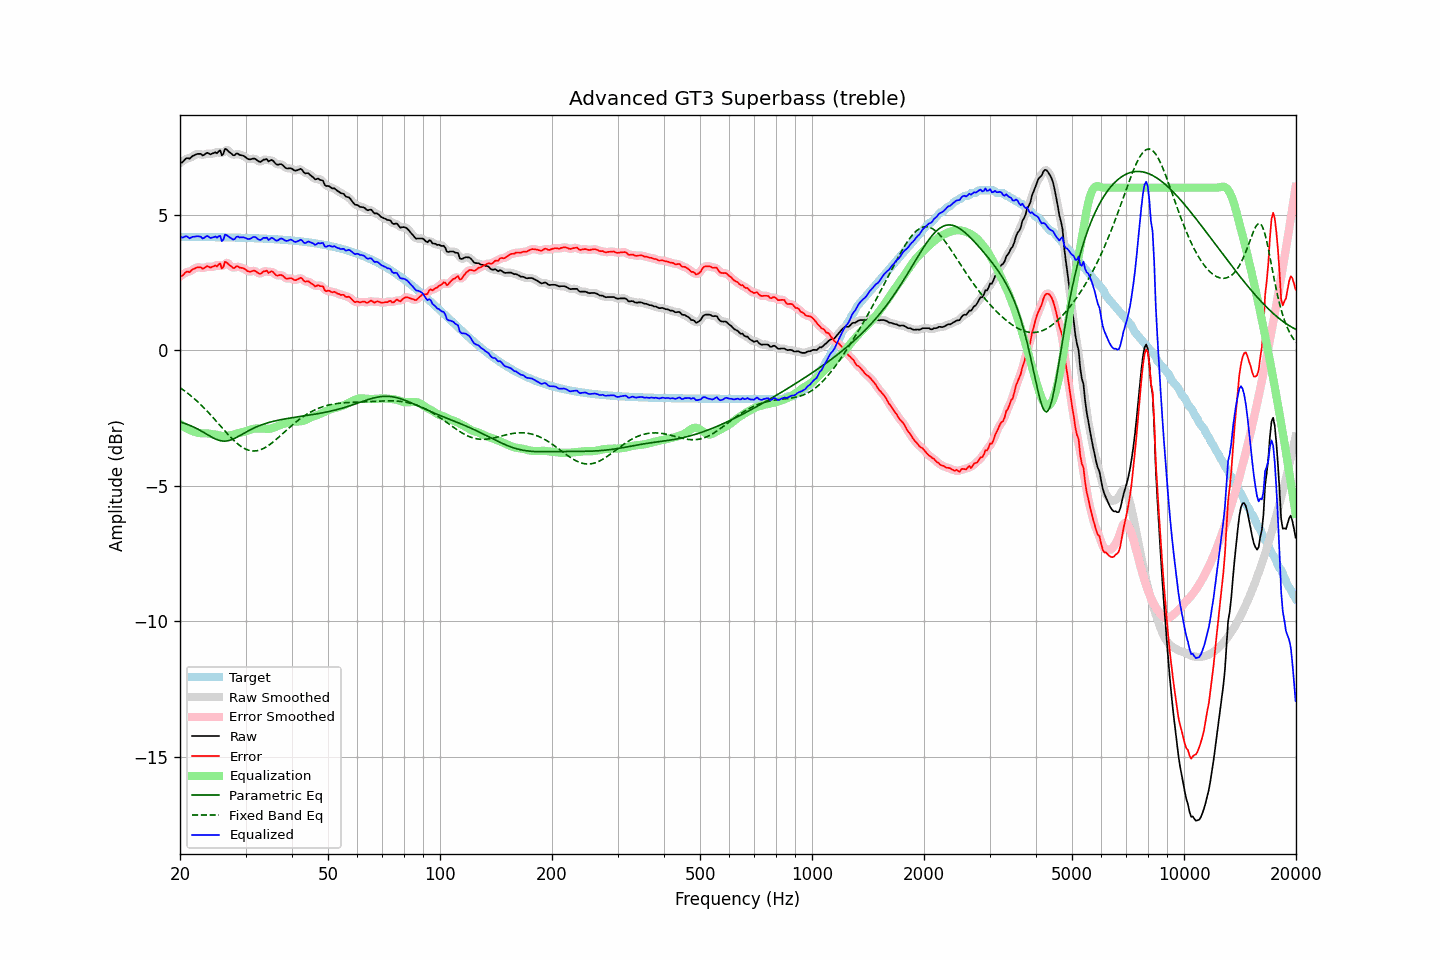 Advanced GT3 Superbass (treble)
Amplitude (dBr)
5
0
−5
−10
−15
Target
Raw Smoothed
Error Smoothed
Raw
Error
Equalization
Parametric Eq
Fixed Band Eq
Equalized
20 50 100 200 500 1000 2000 5000 10000 20000
Frequency (Hz)